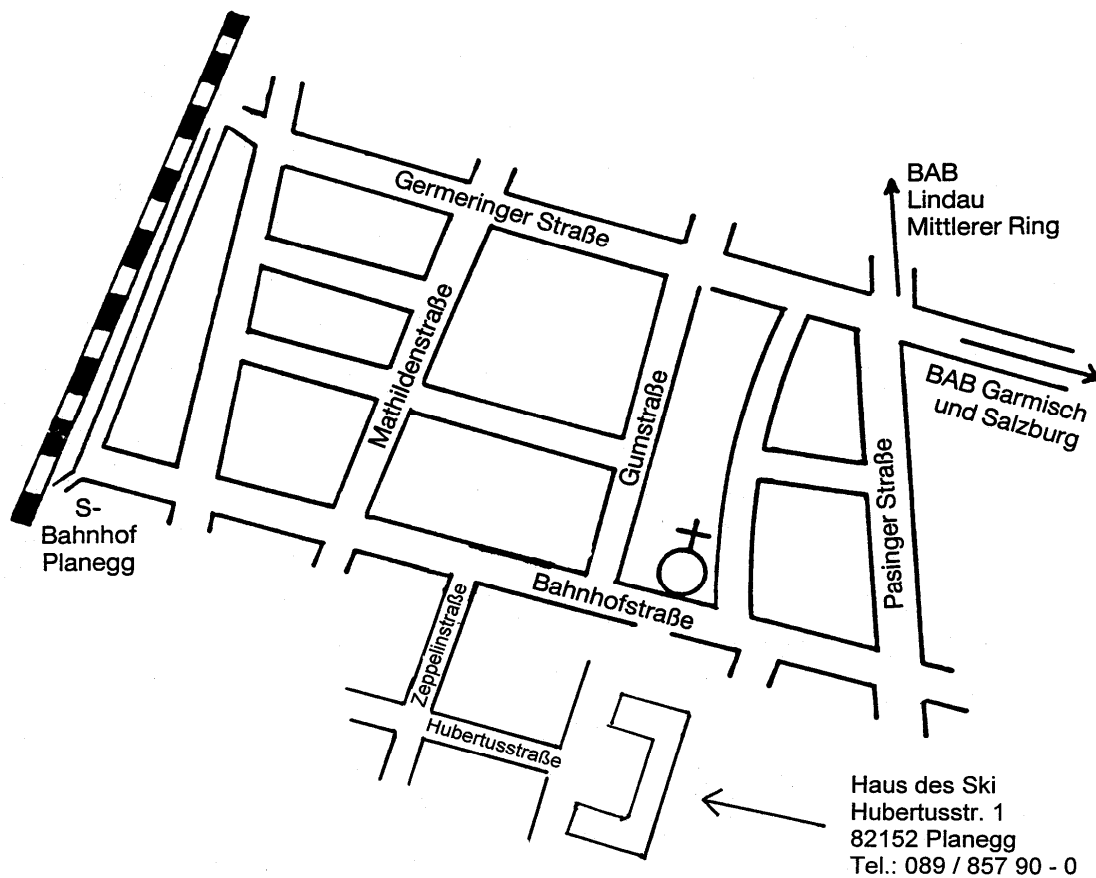 Germeringer Straße
BAB
Lindau
Mittlerer Ring
BAB Garmisch
und Salzburg
Mathildenstraße
Gumstraße
Pasinger Straße
S-
Bahnhof
Planegg
Bahnhofstraße
Zeppelinstraße
Hubertusstraße
Haus des Ski
Hubertusstr. 1
82152 Planegg
Tel.: 089 / 857 90 - 0